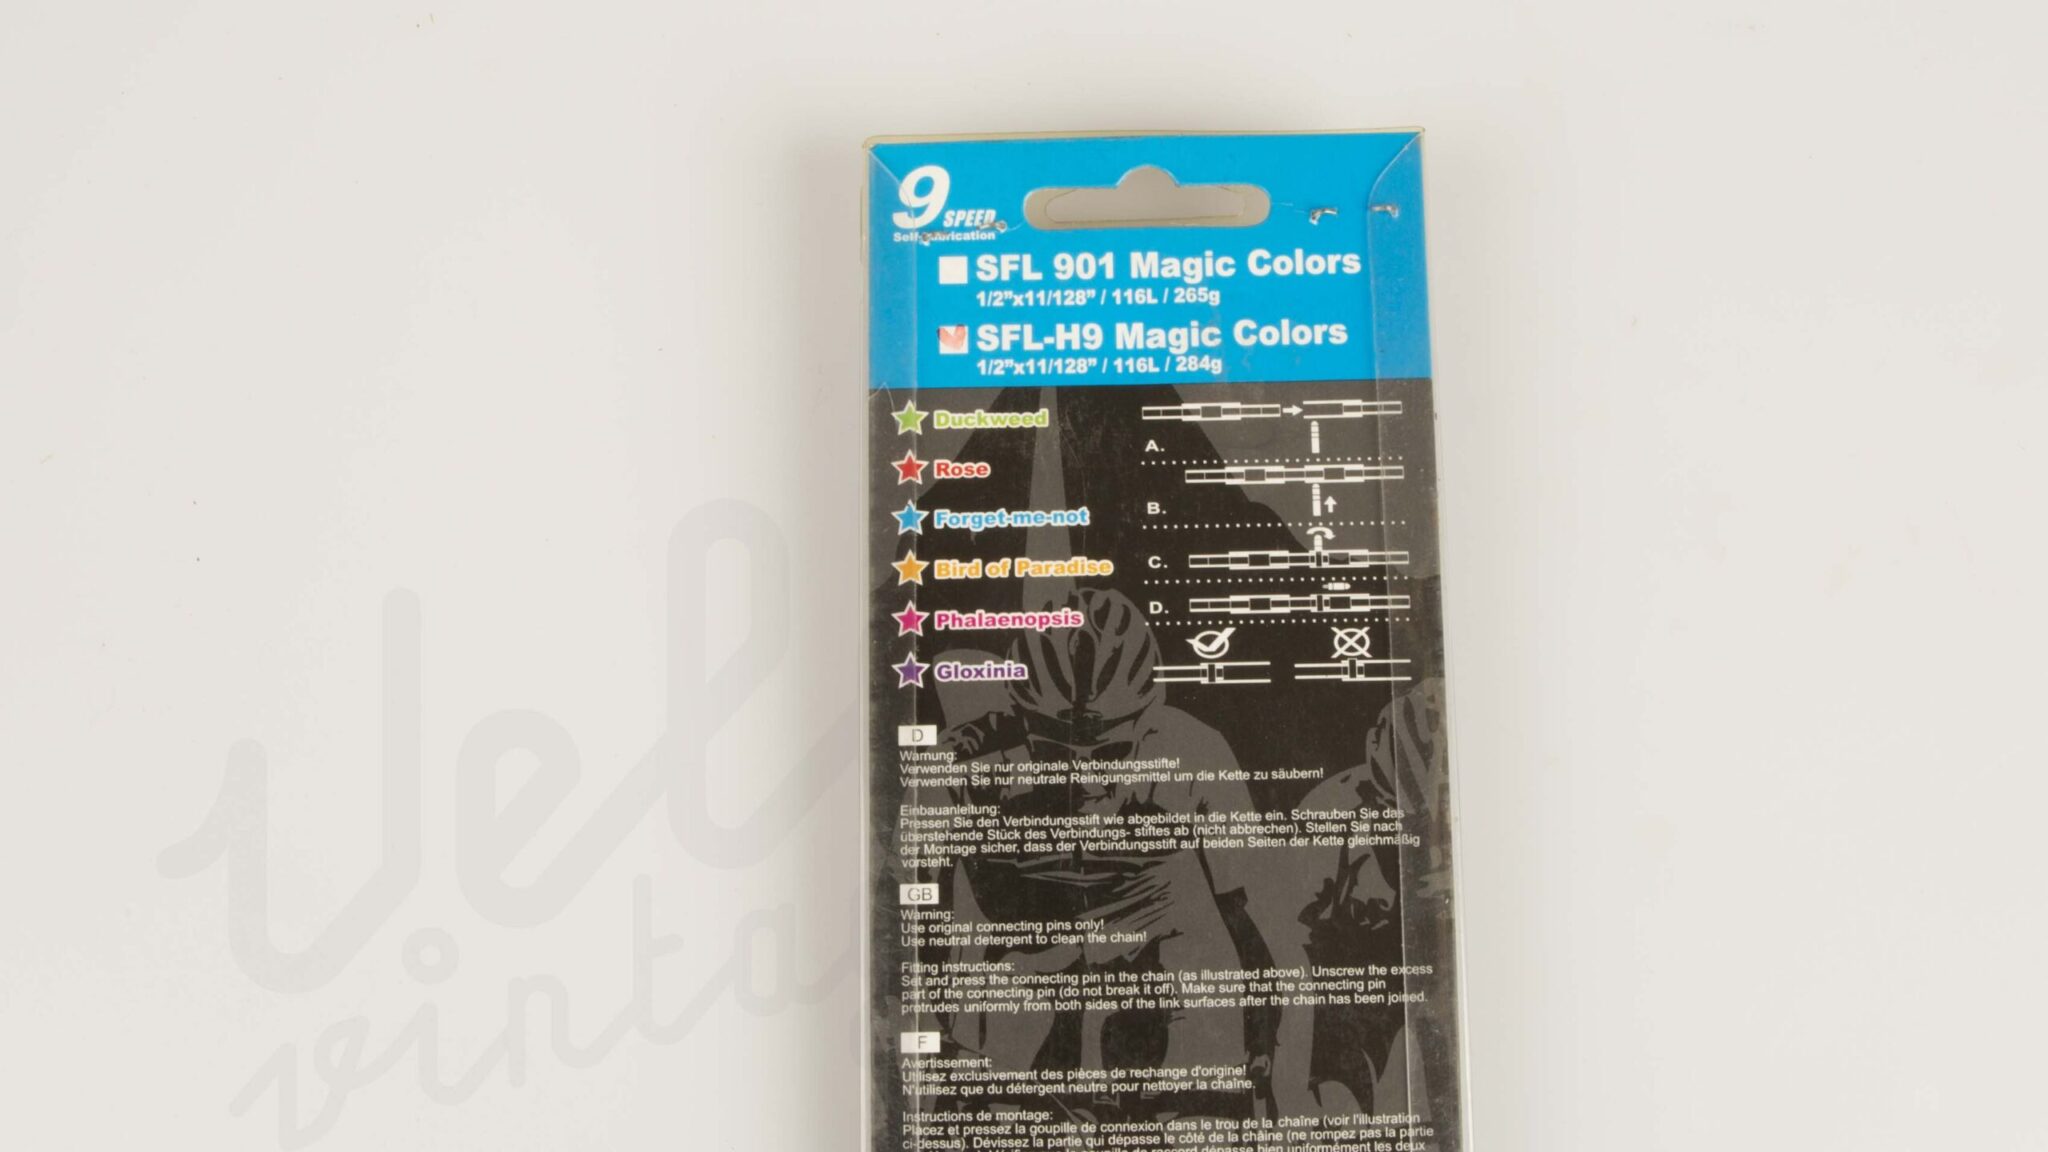 9 SPEED
Self-lubrication
SFL 901 Magic Colors
1/2”x11/128” / 116L / 265g
SFL-H9 Magic Colors
1/2”x11/128” / 116L / 284g
Duckweed
Rose
Forget-me-not
Bird of Paradise
Phalaenopsis
Gloxinia
A.
B.
C.
D.
D
Warnung:
Verwenden Sie nur originale Verbindungsstifte!
Verwenden Sie nur neutrale Reinigungsmittel um die Kette zu säubern!
Einbauanleitung:
Pressen Sie den Verbindungsstift wie abgebildet in die Kette ein. Schrauben Sie das
überstehende Stück des Verbindungs- stiftes ab (nicht abbrechen). Stellen Sie nach
der Montage sicher, dass der Verbindungsstift auf beiden Seiten der Kette gleichmäßig
vorsteht.
GB
Warning:
Use original connecting pins only!
Use neutral detergent to clean the chain!
Fitting instructions:
Set and press the connecting pin in the chain (as illustrated above). Unscrew the excess
part of the connecting pin (do not break it off). Make sure that the connecting pin
protrudes uniformly from both sides of the link surfaces after the chain has been joined.
F
Avertissement:
Utilisez exclusivement des pièces de rechange d'origine!
N'utilisez que du détergent neutre pour nettoyer la chaîne.
Instructions de montage:
Placez et pressez la goupille de connexion dans le trou de la chaîne (voir l'illustration
ci-dessus). Dévissez la partie qui dépasse le côté de la chaîne (ne rompez pas la partie
uniformément les deux
velo
vintage